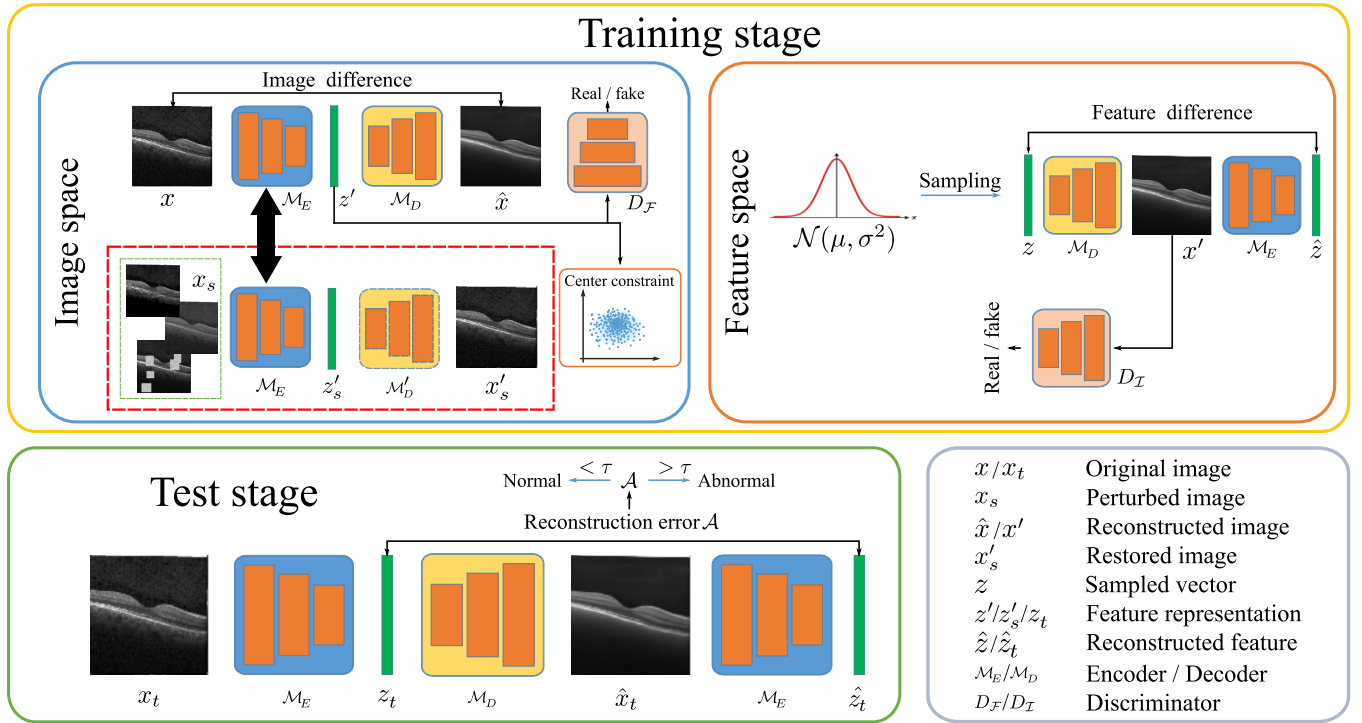 Training stage
Image space
Image difference
Real / fake
x
ℳ_E
z′
ℳ_D
x̂
D_ℱ
x_s
Center constraint
ℳ_E
z′_s
ℳ′_D
x′_s
Feature space
Feature difference
Sampling
𝒩(μ, σ²)
z
ℳ_D
x′
ℳ_E
ẑ
Real / fake
D_ℐ
Test stage
Normal < τ 𝒜 > τ Abnormal
Reconstruction error 𝒜
x_t
ℳ_E
z_t
ℳ_D
x̂_t
ℳ_E
ẑ_t
x/x_t Original image
x_s Perturbed image
x̂/x′ Reconstructed image
x′_s Restored image
z Sampled vector
z′/z′_s/z_t Feature representation
ẑ/ẑ_t Reconstructed feature
ℳ_E/ℳ_D Encoder / Decoder
D_ℱ/D_ℐ Discriminator